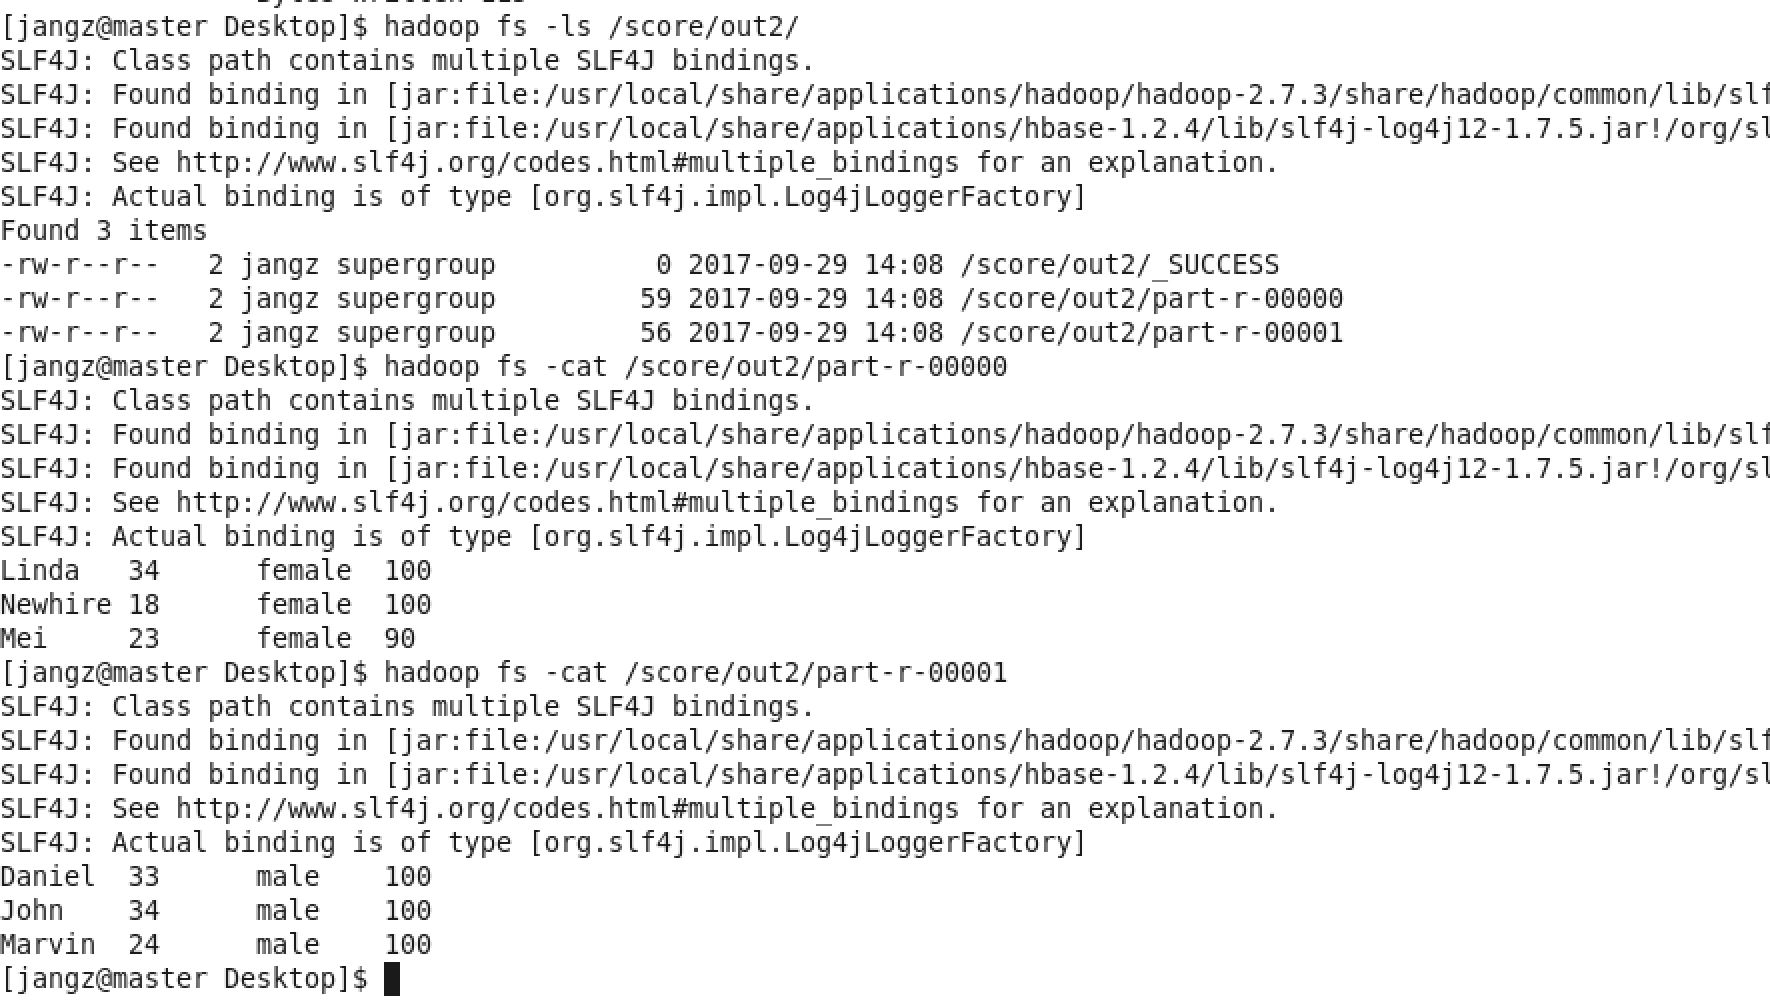 [jangz@master Desktop]$ hadoop fs -ls /score/out2/
SLF4J: Class path contains multiple SLF4J bindings.
SLF4J: Found binding in [jar:file:/usr/local/share/applications/hadoop/hadoop-2.7.3/share/hadoop/common/lib/slf
SLF4J: Found binding in [jar:file:/usr/local/share/applications/hbase-1.2.4/lib/slf4j-log4j12-1.7.5.jar!/org/sl
SLF4J: See http://www.slf4j.org/codes.html#multiple_bindings for an explanation.
SLF4J: Actual binding is of type [org.slf4j.impl.Log4jLoggerFactory]
Found 3 items
-rw-r--r--   2 jangz supergroup          0 2017-09-29 14:08 /score/out2/_SUCCESS
-rw-r--r--   2 jangz supergroup         59 2017-09-29 14:08 /score/out2/part-r-00000
-rw-r--r--   2 jangz supergroup         56 2017-09-29 14:08 /score/out2/part-r-00001
[jangz@master Desktop]$ hadoop fs -cat /score/out2/part-r-00000
SLF4J: Class path contains multiple SLF4J bindings.
SLF4J: Found binding in [jar:file:/usr/local/share/applications/hadoop/hadoop-2.7.3/share/hadoop/common/lib/slf
SLF4J: Found binding in [jar:file:/usr/local/share/applications/hbase-1.2.4/lib/slf4j-log4j12-1.7.5.jar!/org/sl
SLF4J: See http://www.slf4j.org/codes.html#multiple_bindings for an explanation.
SLF4J: Actual binding is of type [org.slf4j.impl.Log4jLoggerFactory]
Linda   34      female  100
Newhire 18      female  100
Mei     23      female  90
[jangz@master Desktop]$ hadoop fs -cat /score/out2/part-r-00001
SLF4J: Class path contains multiple SLF4J bindings.
SLF4J: Found binding in [jar:file:/usr/local/share/applications/hadoop/hadoop-2.7.3/share/hadoop/common/lib/slf
SLF4J: Found binding in [jar:file:/usr/local/share/applications/hbase-1.2.4/lib/slf4j-log4j12-1.7.5.jar!/org/sl
SLF4J: See http://www.slf4j.org/codes.html#multiple_bindings for an explanation.
SLF4J: Actual binding is of type [org.slf4j.impl.Log4jLoggerFactory]
Daniel  33      male    100
John    34      male    100
Marvin  24      male    100
[jangz@master Desktop]$